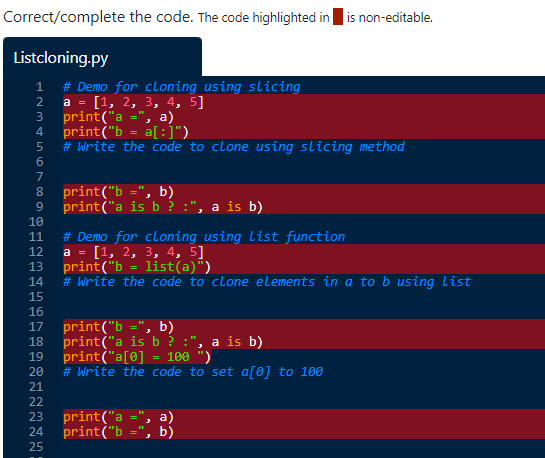 Correct/complete the code. The code highlighted in is non-editable.
Listcloning.py
1 # Demo for cloning using slicing
2 a = [1, 2, 3, 4, 5]
3 print("a =", a)
4 print("b = a[:]")
5 # Write the code to clone using slicing method
6
7
8 print("b =", b)
9 print("a is b ? :", a is b)
10
11 # Demo for cloning using List function
12 a = [1, 2, 3, 4, 5]
13 print("b = list(a)")
14 # Write the code to clone elements in a to b using list
15
16
17 print("b =", b)
18 print("a is b ? :", a is b)
19 print("a[0] = 100 ")
20 # Write the code to set a[0] to 100
21
22
23 print("a =", a)
24 print("b =", b)
25